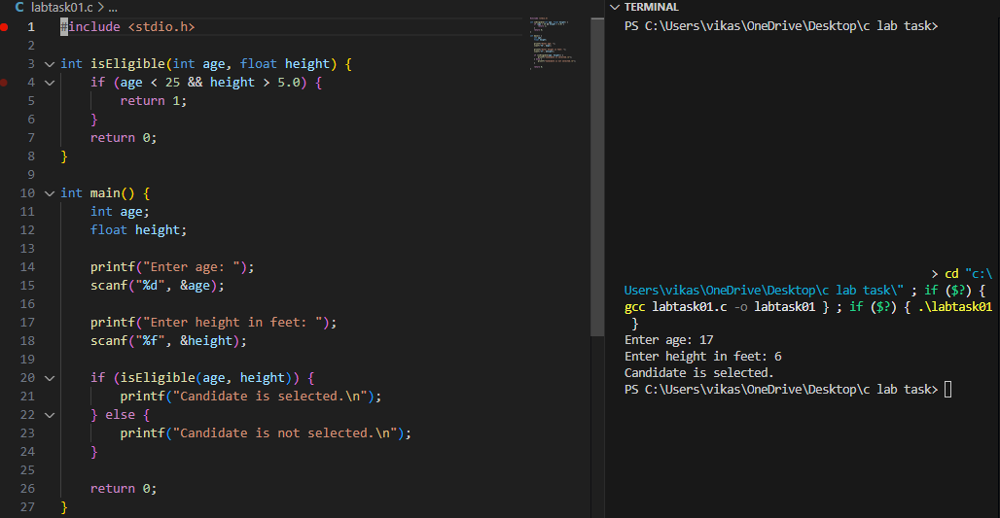 C labtask01.c > ...
1 #include <stdio.h>
2
3 int isEligible(int age, float height) {
4     if (age < 25 && height > 5.0) {
5         return 1;
6     }
7     return 0;
8 }
9
10 int main() {
11     int age;
12     float height;
13
14     printf("Enter age: ");
15     scanf("%d", &age);
16
17     printf("Enter height in feet: ");
18     scanf("%f", &height);
19
20     if (isEligible(age, height)) {
21         printf("Candidate is selected.\n");
22     } else {
23         printf("Candidate is not selected.\n");
24     }
25
26     return 0;
27 }
TERMINAL
PS C:\Users\vikas\OneDrive\Desktop\c lab task>
> cd "c:\
Users\vikas\OneDrive\Desktop\c lab task\" ; if ($?) {
gcc labtask01.c -o labtask01 } ; if ($?) { .\labtask01
}
Enter age: 17
Enter height in feet: 6
Candidate is selected.
PS C:\Users\vikas\OneDrive\Desktop\c lab task>